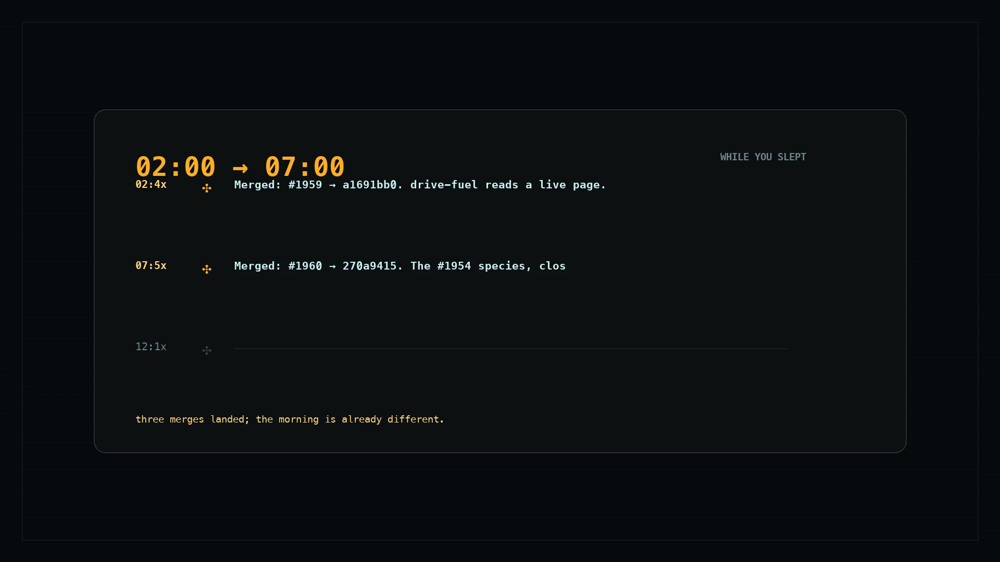 02:00 → 07:00
WHILE YOU SLEPT
02:4x ✣ Merged: #1959 → a1691bb0. drive-fuel reads a live page.
07:5x ✣ Merged: #1960 → 270a9415. The #1954 species, clos
12:1x ✣
three merges landed; the morning is already different.